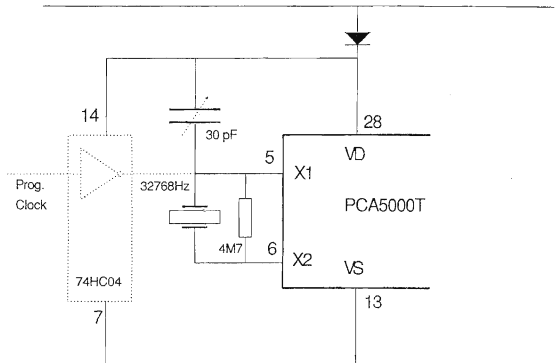 14
30 pF
28
5
VD
X1
Prog.
Clock
32768Hz
PCA5000T
4M7
6
X2
VS
74HC04
7
13